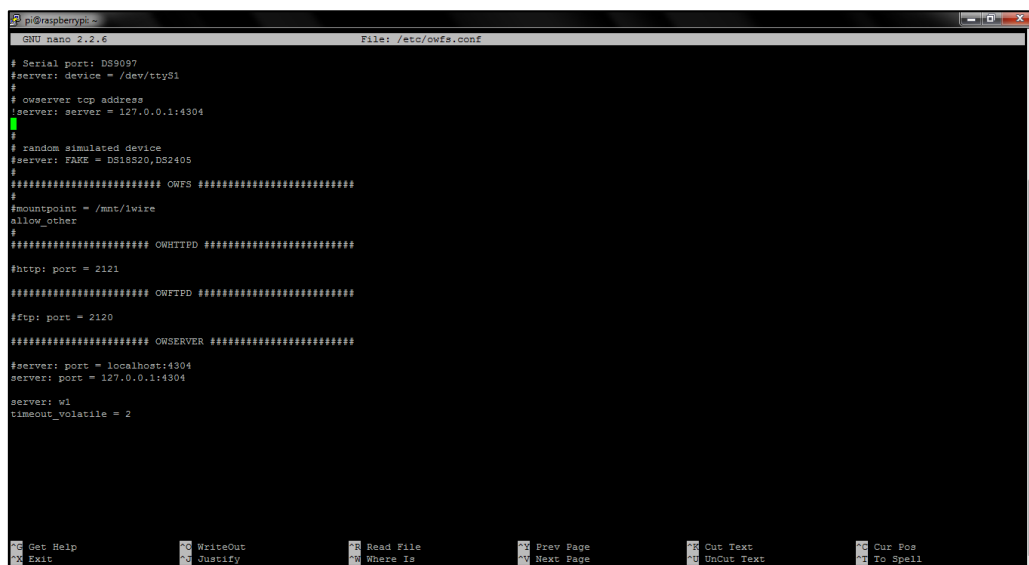 pi@raspberrypi: ~
GNU nano 2.2.6 File: /etc/owfs.conf
# Serial port: DS9097
#server: device = /dev/ttyS1
#
# owserver tcp address
!server: server = 127.0.0.1:4304
#
# random simulated device
#server: FAKE = DS18S20,DS2405
#
######################### OWFS ##########################
#
#mountpoint = /mnt/1wire
allow_other
#
####################### OWHTTPD #########################
#http: port = 2121
####################### OWFTPD ##########################
#ftp: port = 2120
####################### OWSERVER ########################
#server: port = localhost:4304
server: port = 127.0.0.1:4304
server: w1
timeout_volatile = 2
^G Get Help ^O WriteOut ^R Read File ^Y Prev Page ^K Cut Text ^C Cur Pos
^X Exit ^J Justify ^W Where Is ^V Next Page ^U UnCut Text ^T To Spell